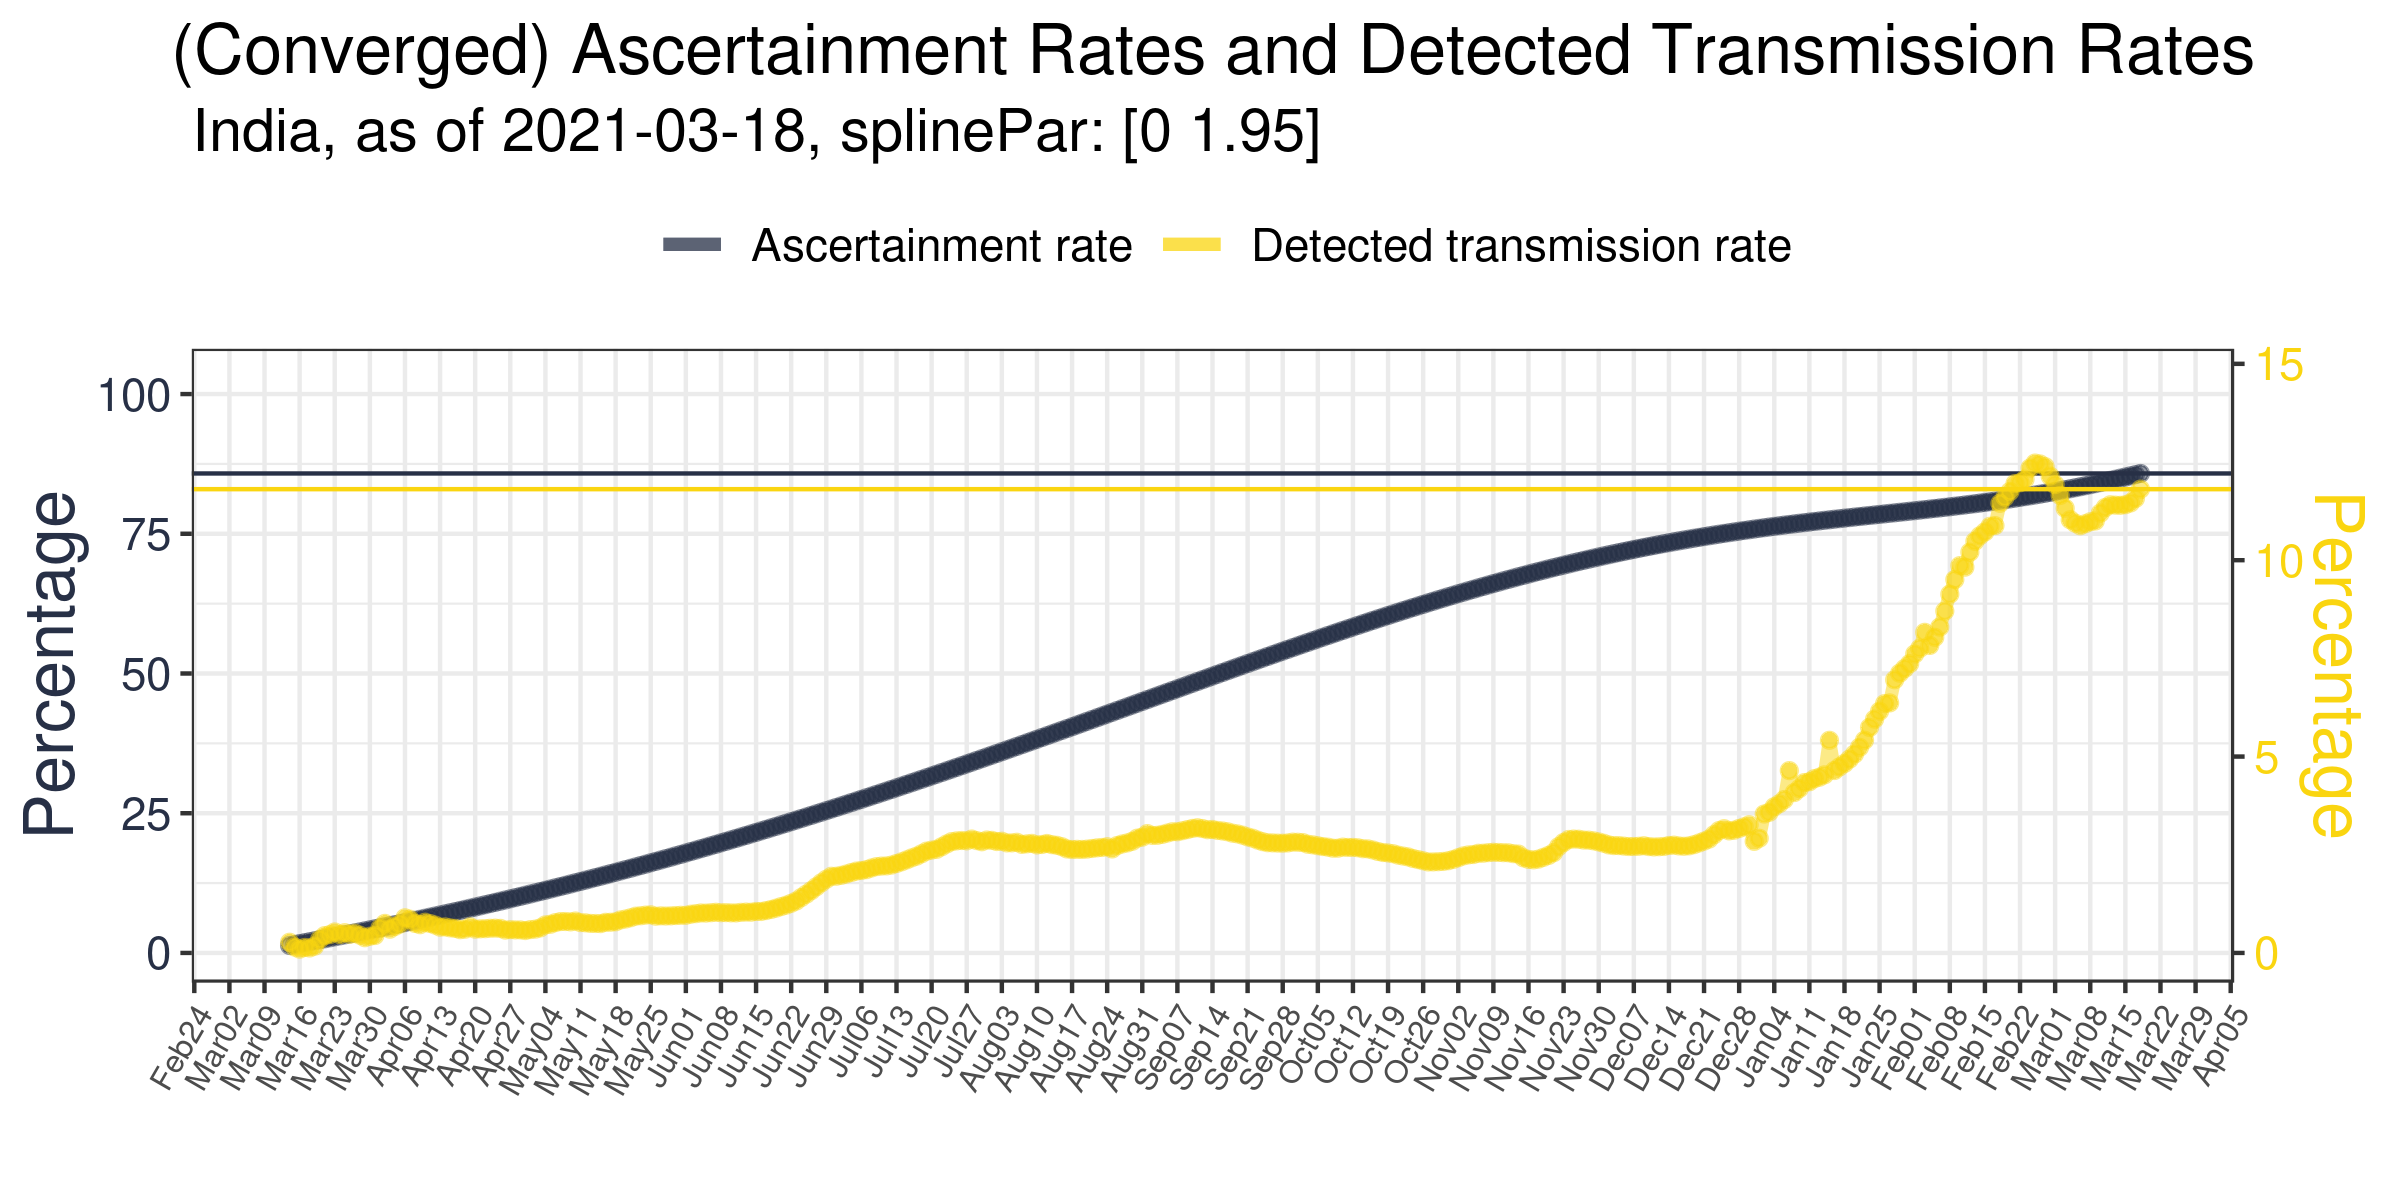 (Converged) Ascertainment Rates and Detected Transmission Rates
India, as of 2021-03-18, splinePar: [0 1.95]
Ascertainment rate
Detected transmission rate
Percentage
100
75
50
25
0
15
10
5
0
Percentage
Feb24
Mar02
Mar09
Mar16
Mar23
Mar30
Apr06
Apr13
Apr20
Apr27
May04
May11
May18
May25
Jun01
Jun08
Jun15
Jun22
Jun29
Jul06
Jul13
Jul20
Jul27
Aug03
Aug10
Aug17
Aug24
Aug31
Sep07
Sep14
Sep21
Sep28
Oct05
Oct12
Oct19
Oct26
Nov02
Nov09
Nov16
Nov23
Nov30
Dec07
Dec14
Dec21
Dec28
Jan11
Jan18
Jan25
Feb01
Feb08
Feb15
Feb22
Mar01
Mar08
Mar15
Mar22
Mar29
Apr05